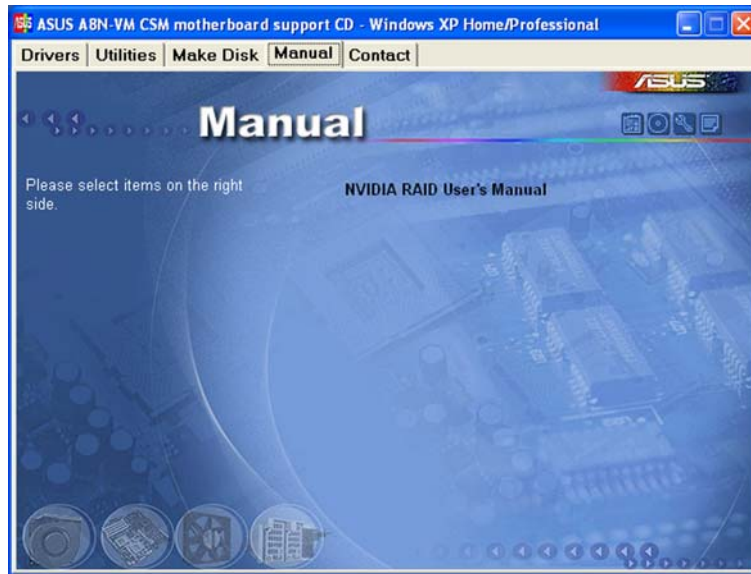 ASUS A8N-VM CSM motherboard support CD - Windows XP Home/Professional
Drivers Utilities Make Disk Manual Contact
ASUS
Manual
Please select items on the right
side.
NVIDIA RAID User's Manual